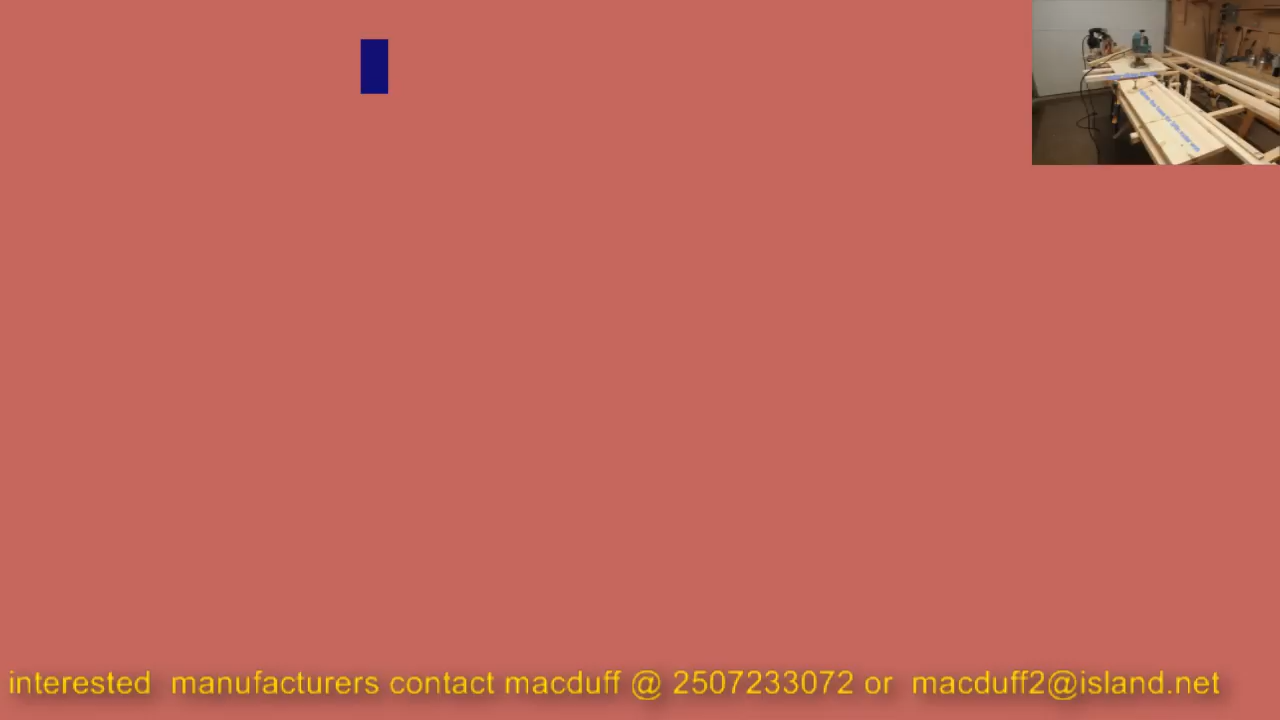 interested manufacturers contact macduff @ 2507233072 or macduff2@island.net